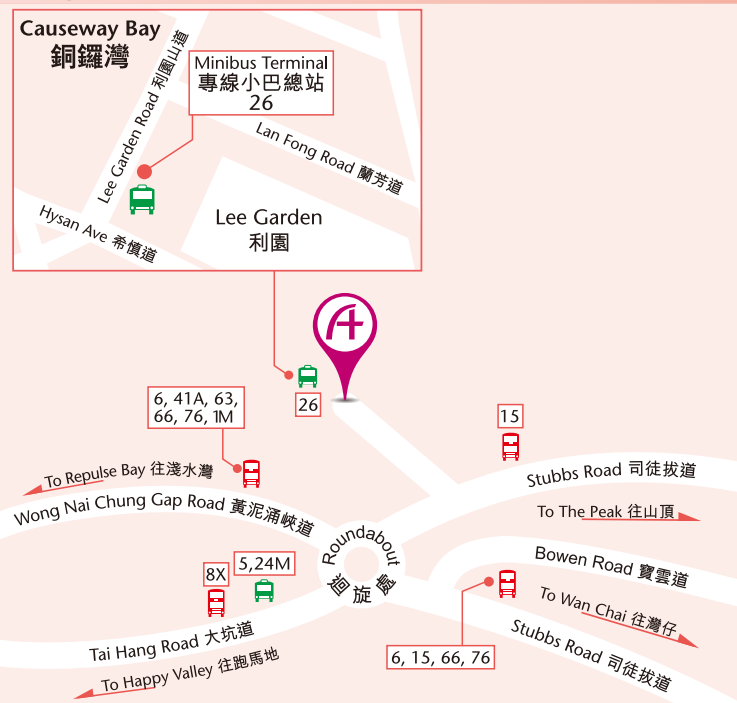 Causeway Bay
銅鑼灣
Minibus Terminal
專線小巴總站
26
Lee Garden Road 利園山道
Lan Fong Road 蘭芳道
Hysan Ave 希慎道
Lee Garden
利園
26
6, 41A, 63,
66, 76, 1M
15
To Repulse Bay 往淺水灣
Stubbs Road 司徒拔道
Wong Nai Chung Gap Road 黃泥涌峽道
To The Peak 往山頂
Roundabout
迴旋處
Bowen Road 寶雲道
5,24M
8X
To Wan Chai 往灣仔
Tai Hang Road 大坑道
6, 15, 66, 76
Stubbs Road 司徒拔道
To Happy Valley 往跑馬地